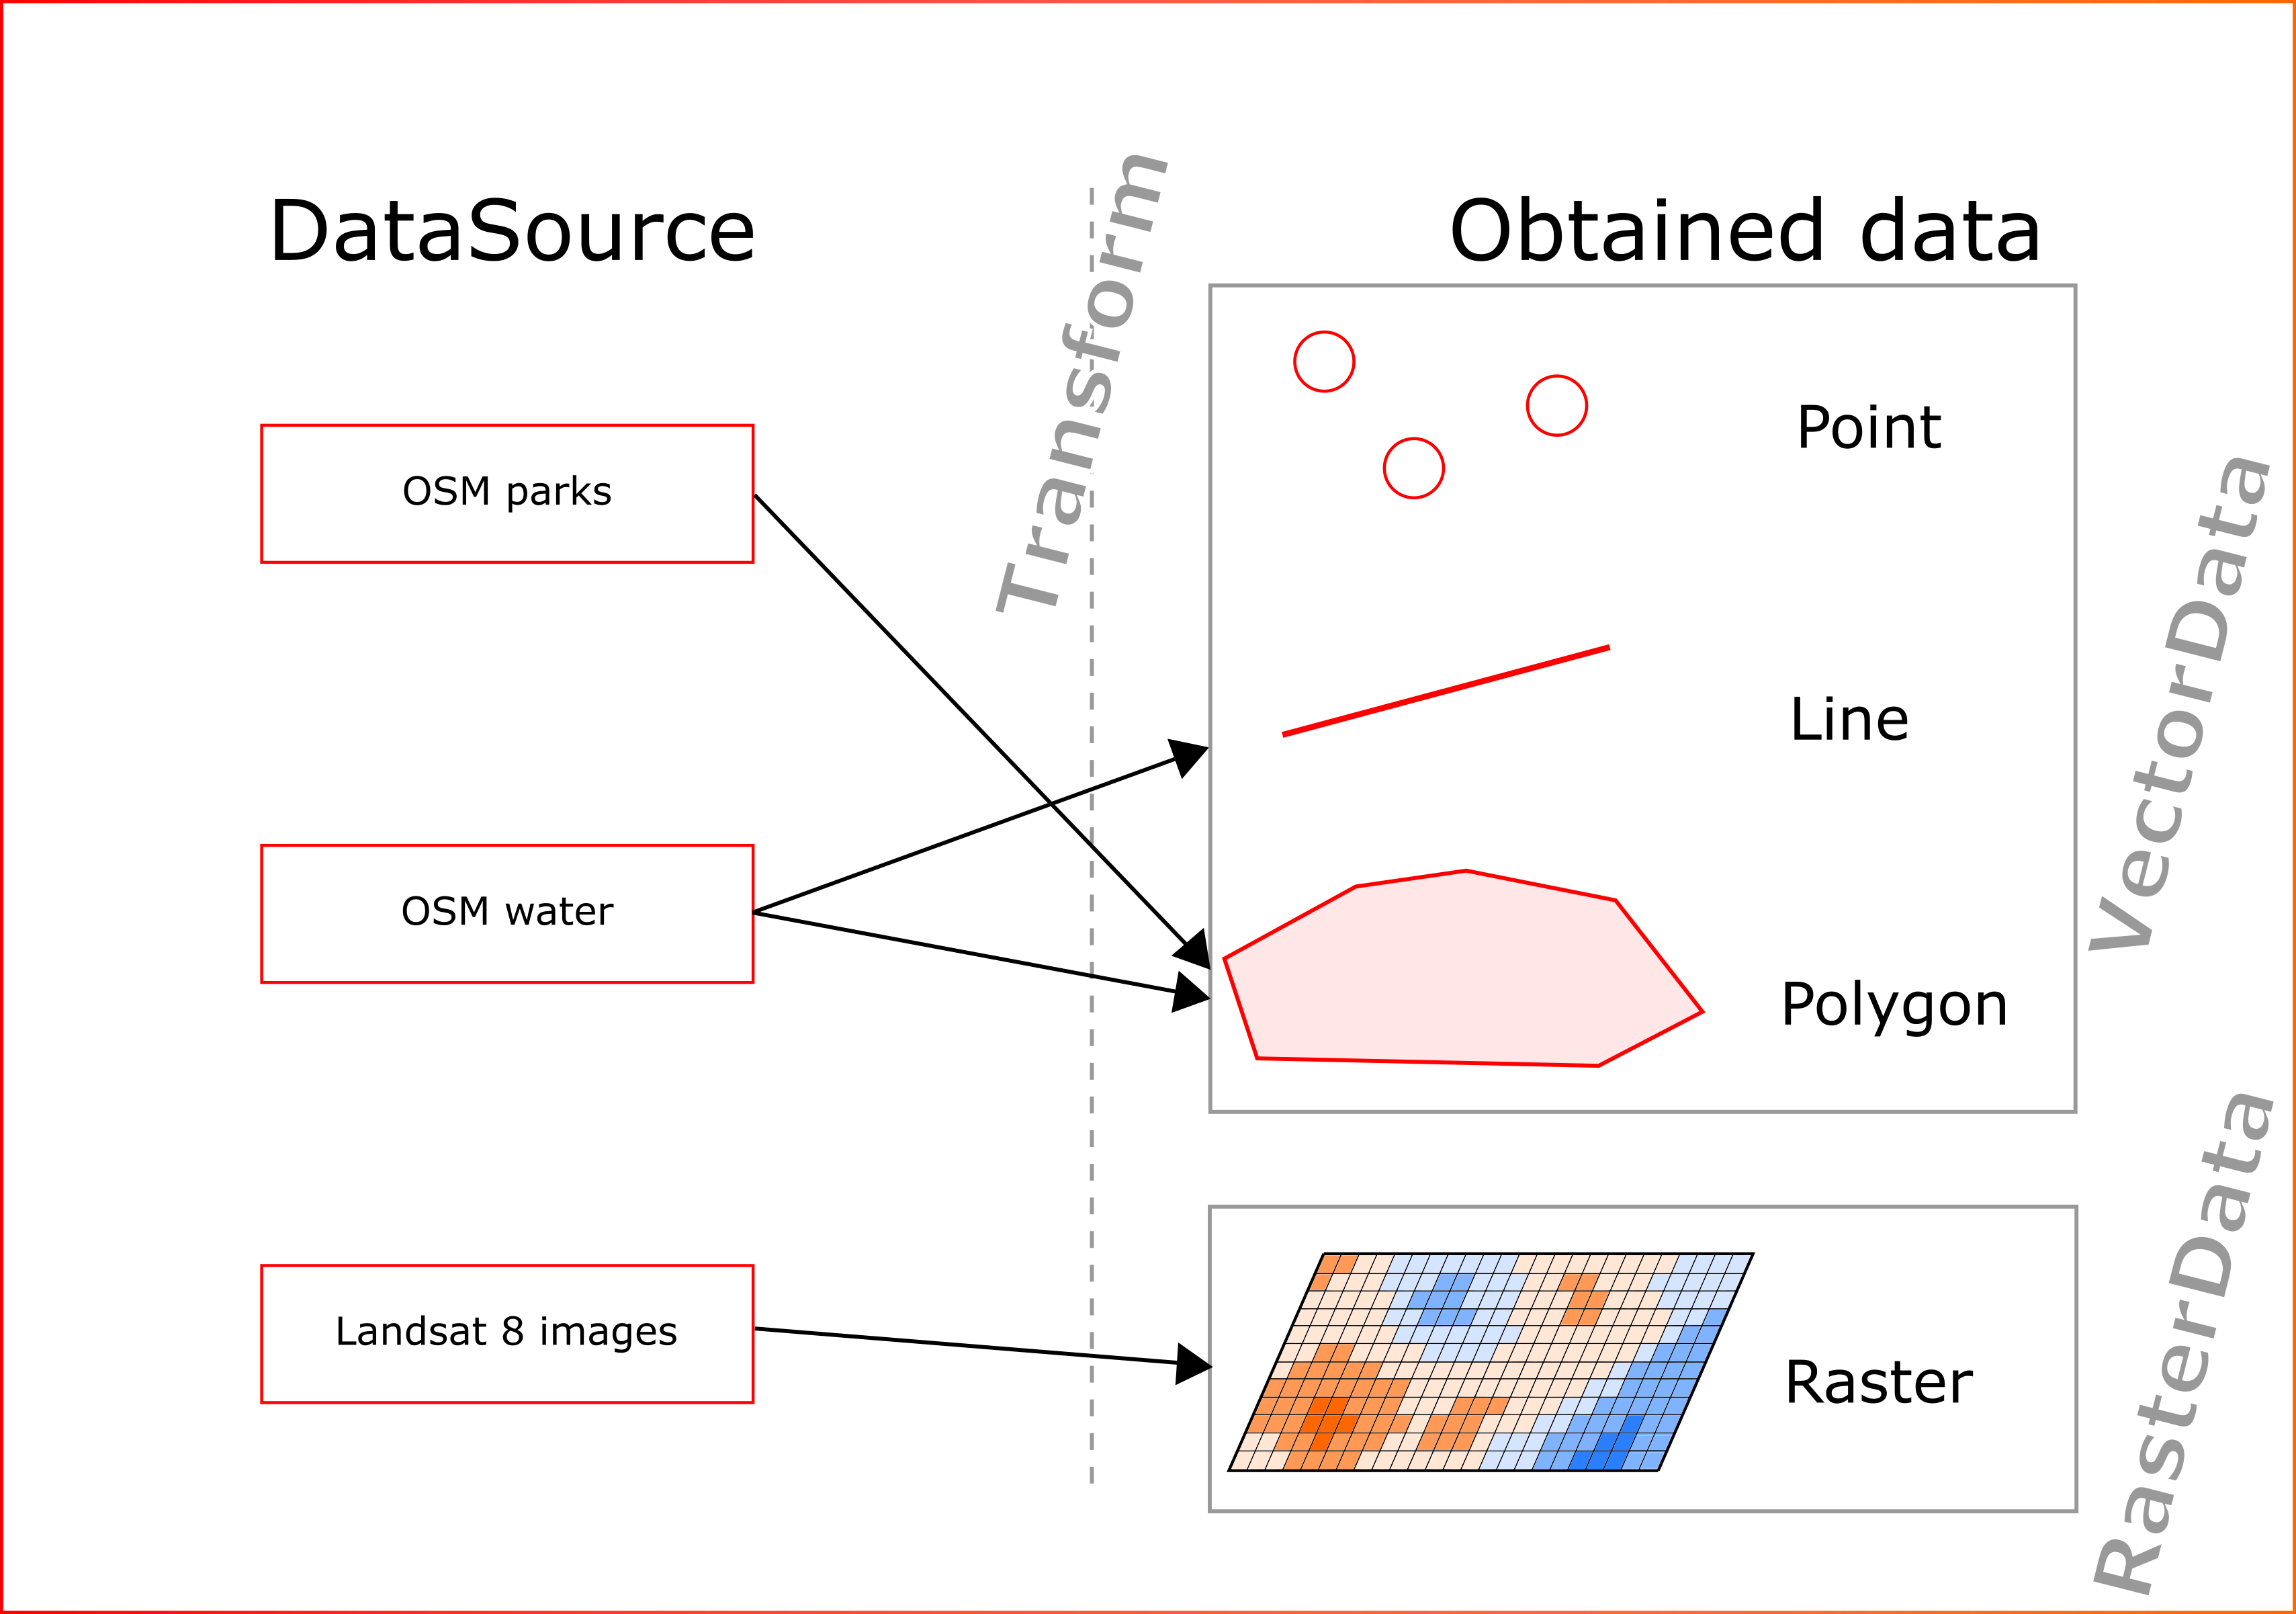 DataSource
Transform
Obtained data
OSM parks
Point
Line
VectorData
OSM water
Polygon
Landsat 8 images
Raster
RasterData